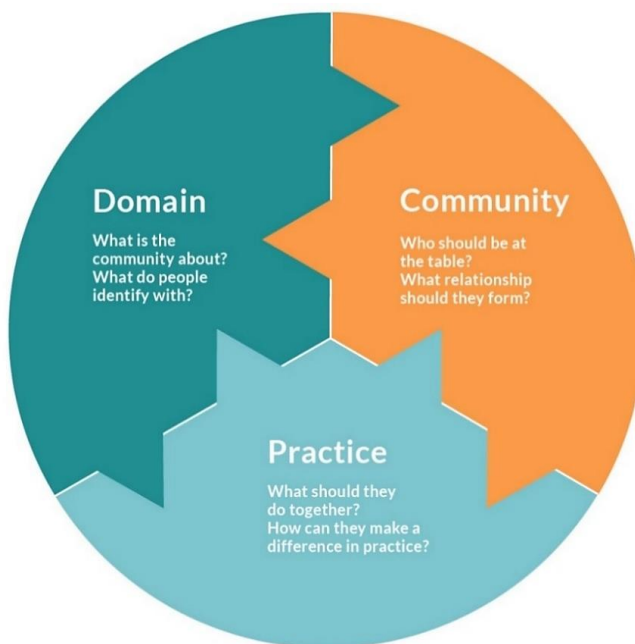 Domain
What is the
community about?
What do people
identify with?
Community
Who should be at
the table?
What relationship
should they form?
Practice
What should they
do together?
How can they make a
difference in practice?